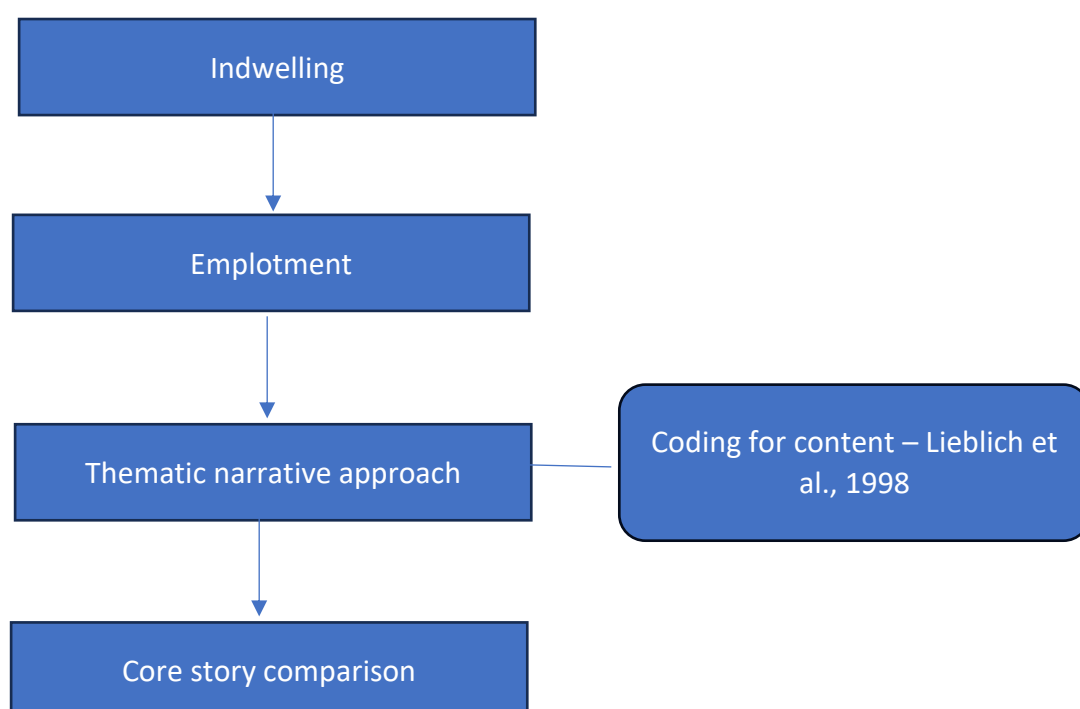 Indwelling
Emplotment
Thematic narrative approach
Coding for content – Lieblich et
al., 1998
Core story comparison